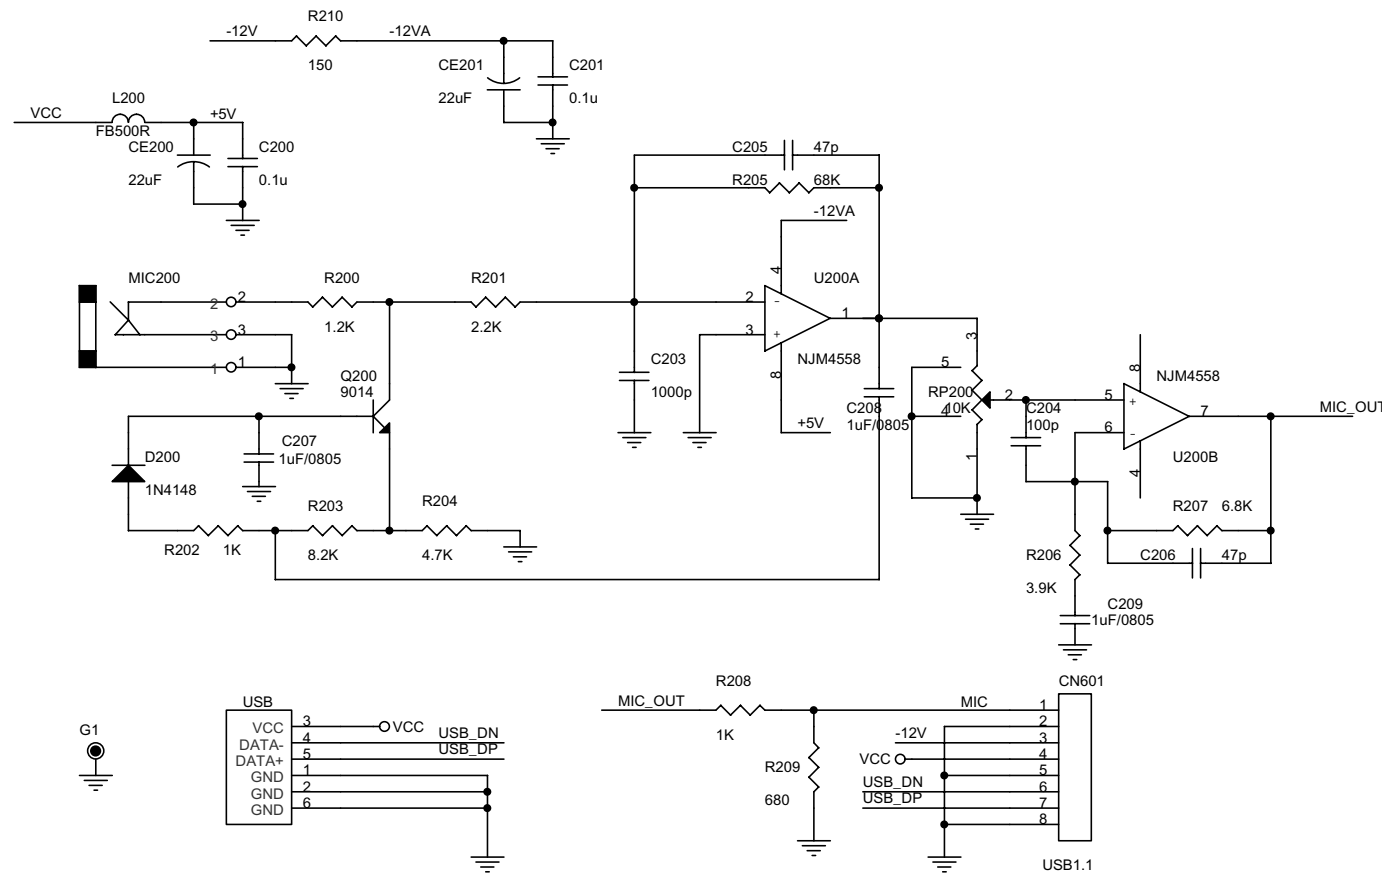 R210
-12V
-12VA
150
CE201
22uF
C201
0.1u
L200
VCC
+5V
FB500R
CE200
22uF
C200
0.1u
C205
47p
R205
68K
-12VA
4
U200A
MIC200
R200
1.2K
R201
2.2K
2
2
3
3
1
1
2
-
3
+
1
8
NJM4558
+5V
C203
1000p
Q200
9014
C207
1uF/0805
D200
1N4148
R202
1K
R203
8.2K
R204
4.7K
C208
1uF/0805
3
5
RP200
10K
4
2
1
C204
100p
8
NJM4558
5
+
6
-
7
MIC_OUT
4
U200B
R207
6.8K
C206
47p
R206
3.9K
C209
1uF/0805
G1
USB
VCC
3
VCC
DATA-
4
USB_DN
DATA+
5
USB_DP
GND
1
GND
2
GND
6
MIC_OUT
R208
1K
R209
680
CN601
MIC
1
2
-12V
3
VCC
4
5
USB_DN
6
USB_DP
7
8
USB1.1